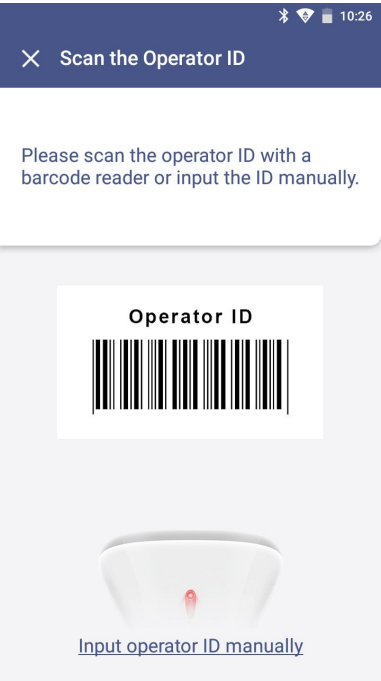 10:26
Scan the Operator ID
Please scan the operator ID with a
barcode reader or input the ID manually.
Operator ID
Input operator ID manually